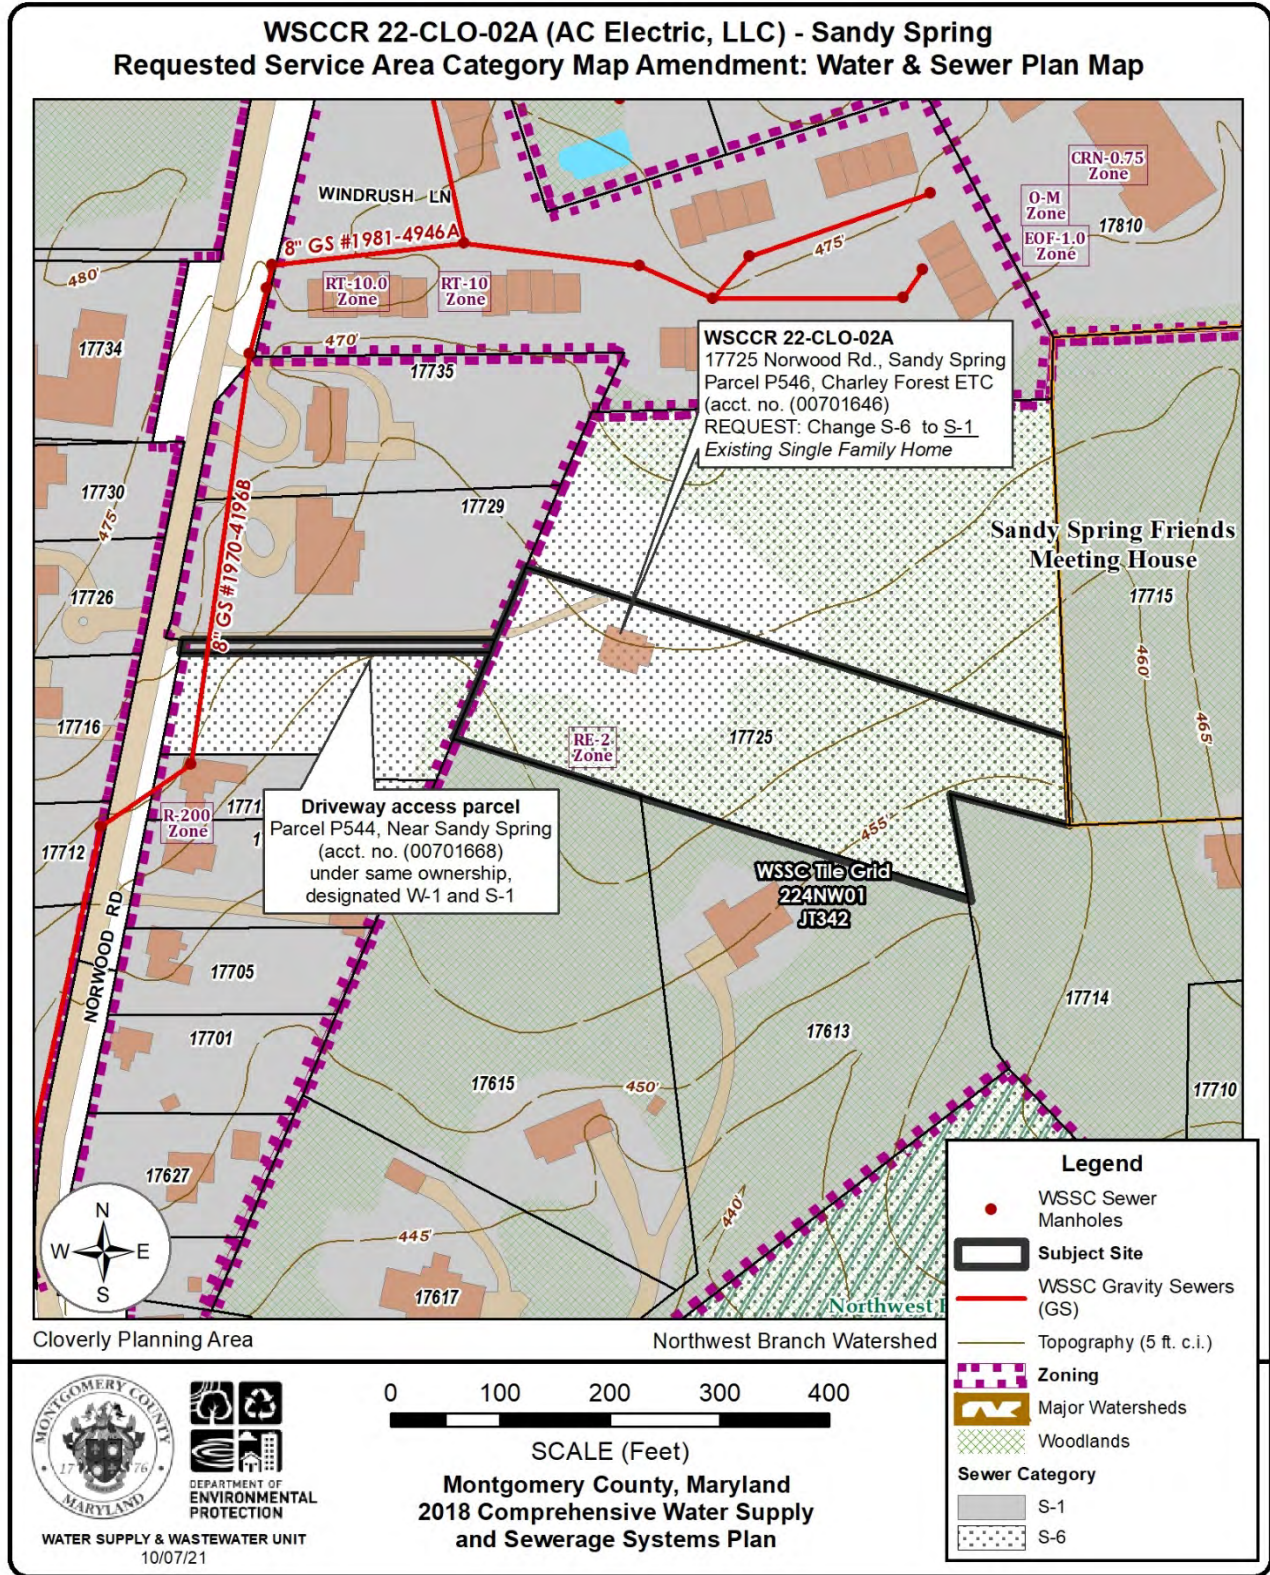 WSCCR 22-CLO-02A (AC Electric, LLC) - Sandy Spring
Requested Service Area Category Map Amendment: Water & Sewer Plan Map
WINDRUSH LN
8" GS #1981-4946A
RT-10.0
Zone
RT-10
Zone
CRN-0.75
Zone
O-M
Zone
EOF-1.0
Zone
17810
475'
480'
470'
17734
17735
WSCCR 22-CLO-02A
17725 Norwood Rd., Sandy Spring
Parcel P546, Charley Forest ETC
(acct. no. (00701646)
REQUEST: Change S-6 to S-1
Existing Single Family Home
17730
475'
17729
8" GS #1970-4196B
Sandy Spring Friends
Meeting House
17715
17726
460'
465'
17716
17725
RE-2
Zone
R-200
Zone
1771
17712
1
Driveway access parcel
Parcel P544, Near Sandy Spring
(acct. no. (00701668)
under same ownership,
designated W-1 and S-1
455'
WSSC Tile Grid
224NW01
JT342
NORWOOD RD
17705
17701
17714
17613
17615
450'
17710
17627
445'
440'
17617
N
W E
S
Northwest
Legend
WSSC Sewer
Manholes
Subject Site
WSSC Gravity Sewers
(GS)
Topography (5 ft. c.i.)
Zoning
Major Watersheds
Woodlands
Sewer Category
S-1
S-6
Cloverly Planning Area
Northwest Branch Watershed
MONTGOMERY COUNTY
17 76
MARYLAND
DEPARTMENT OF
ENVIRONMENTAL
PROTECTION
WATER SUPPLY & WASTEWATER UNIT
10/07/21
0 100 200 300 400
SCALE (Feet)
Montgomery County, Maryland
2018 Comprehensive Water Supply
and Sewerage Systems Plan